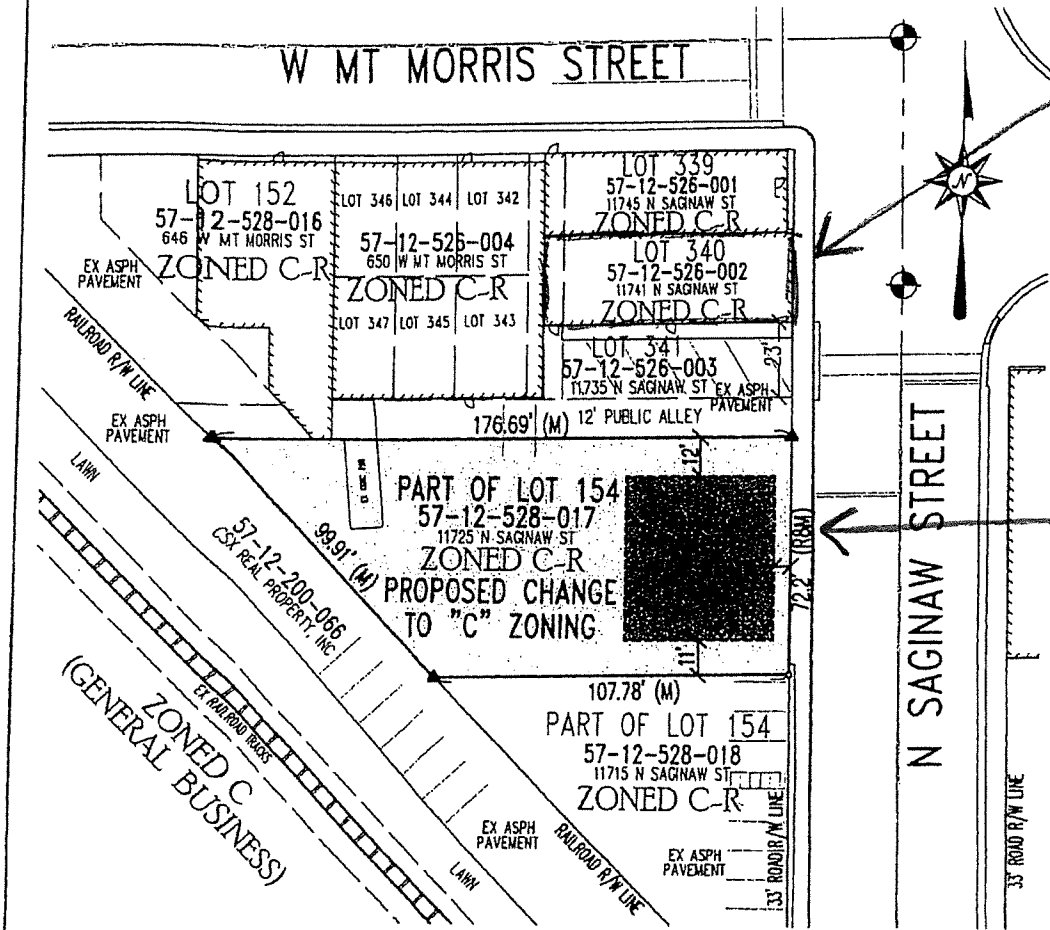 W MT MORRIS STREET
N
LOT 152
57-12-528-016
646 W MT MORRIS ST
ZONED C-R
LOT 346
LOT 344
LOT 342
57-12-526-004
650 W MT MORRIS ST
ZONED C-R
LOT 347
LOT 345
LOT 343
LOT 339
57-12-526-001
11745 N SAGINAW ST
ZONED C-R
LOT 340
57-12-526-002
11741 N SAGINAW ST
ZONED C-R
LOT 341
57-12-526-003
11735 N SAGINAW ST
23'
EX ASPH
PAVEMENT
EX ASPH
PAVEMENT
RAILROAD R/W LINE
EX ASPH
PAVEMENT
LAWN
176.69' (M)
12' PUBLIC ALLEY
12'
PART OF LOT 154
57-12-528-017
11725 N SAGINAW ST
ZONED C-R
PROPOSED CHANGE
TO "C" ZONING
99.91' (M)
72.2' (R&M)
11'
107.78' (M)
57-12-200-066
CSX REAL PROPERTY, INC
EX RAILROAD TRACKS
ZONED C
(GENERAL BUSINESS)
PART OF LOT 154
57-12-528-018
11715 N SAGINAW ST
ZONED C-R
EX ASPH
PAVEMENT
RAILROAD R/W LINE
LAWN
EX ASPH
PAVEMENT
33' ROAD R/W LINE
N SAGINAW STREET
33' ROAD R/W LINE